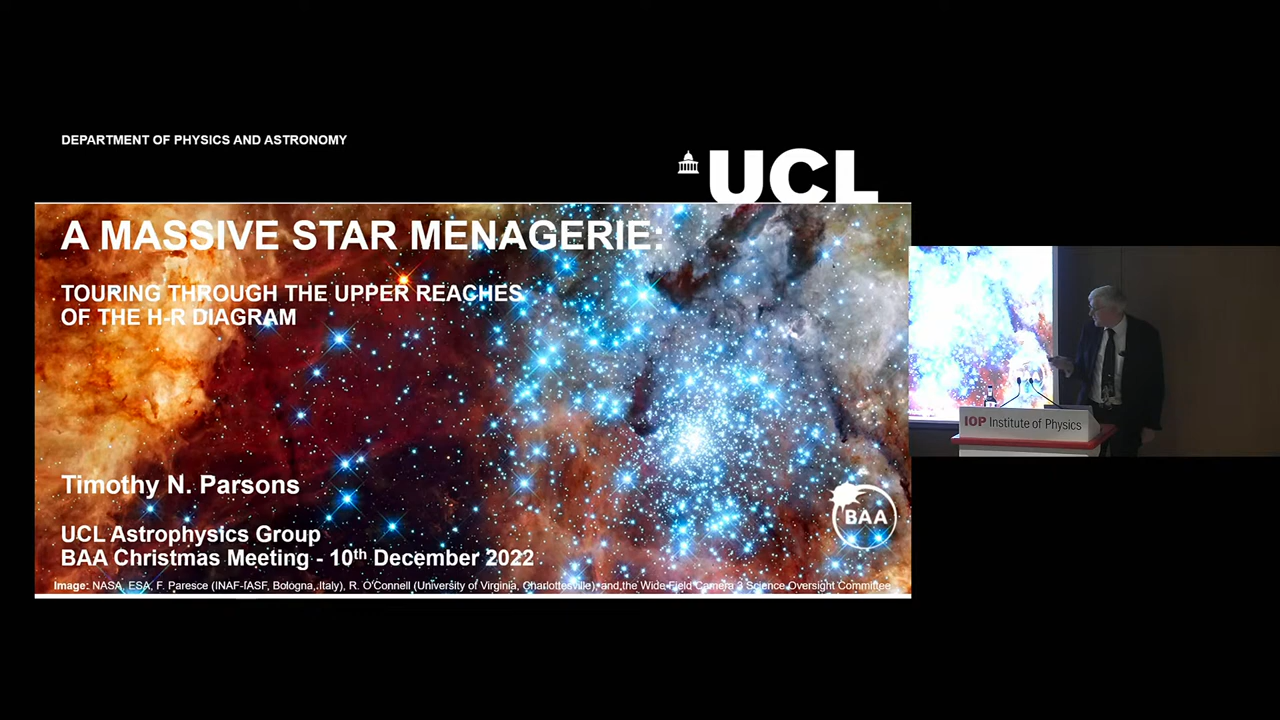 DEPARTMENT OF PHYSICS AND ASTRONOMY
UCL
A MASSIVE STAR MENAGERIE:
TOURING THROUGH THE UPPER REACHES
OF THE H-R DIAGRAM
Timothy N. Parsons
UCL Astrophysics Group
BAA Christmas Meeting - 10th December 2022
BAA
Image: NASA, ESA, F. Paresce (INAF-IASF, Bologna, Italy), R. O'Connell (University of Virginia, Charlottesville), and the Wide Field Camera 3 Science Oversight Committee
IOP Institute of Physics